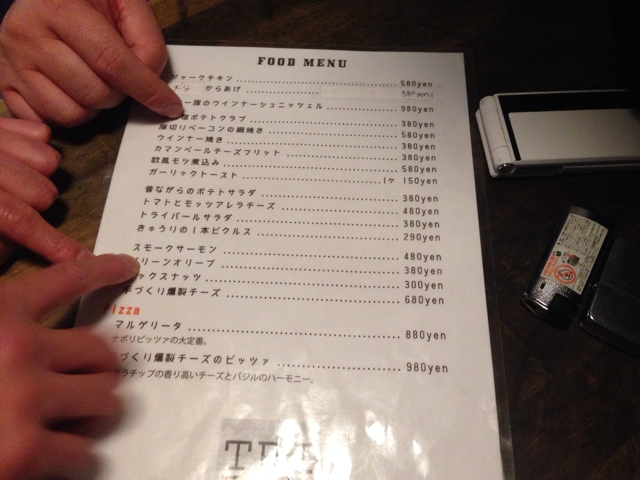 FOOD MENU
ジャークチキン 580yen
からあげ 580yen
豚のウインナーシュニッツェル 980yen
ポテトクラブ 380yen
厚切りベーコンの網焼き 580yen
ウインナー焼き 380yen
カマンベールチーズフリット 380yen
欧風モツ煮込み 580yen
ガーリックトースト 1ケ 150yen
昔ながらのポテトサラダ 380yen
トマトとモッツアレラチーズ 480yen
トライバールサラダ 380yen
きゅうりの1本ピクルス 290yen
スモークサーモン 480yen
リーンオリーブ 380yen
ックスナッツ 300yen
手づくり燻製チーズ 680yen
izza
マルゲリータ 880yen
ナポリピッツァの大定番。
手づくり燻製チーズのピッツァ 980yen
クラチップの香り高いチーズとバジルのハーモニー。